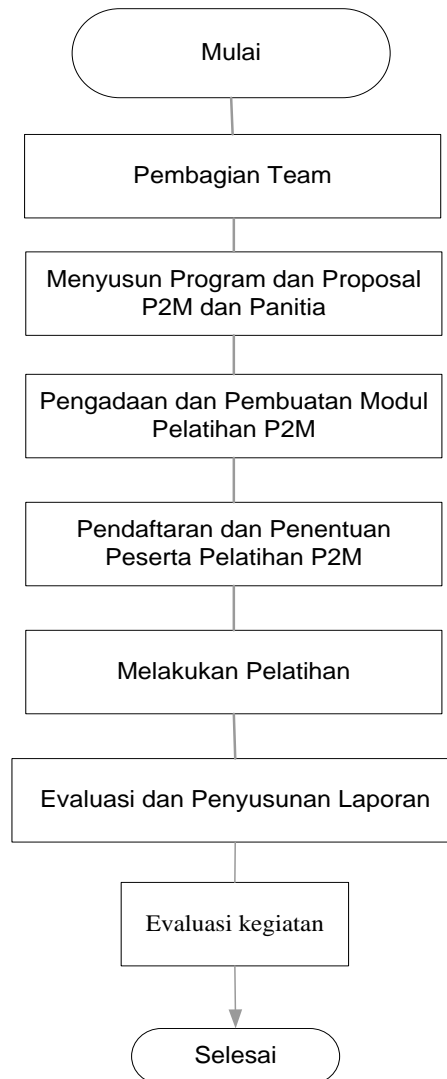 Mulai
Pembagian Team
Menyusun Program dan Proposal
P2M dan Panitia
Pengadaan dan Pembuatan Modul
Pelatihan P2M
Pendaftaran dan Penentuan
Peserta Pelatihan P2M
Melakukan Pelatihan
Evaluasi dan Penyusunan Laporan
Evaluasi kegiatan
Selesai